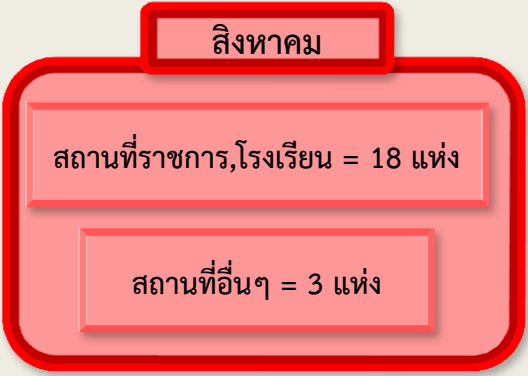 สิงหาคม
สถานที่ราชการ,โรงเรียน = 18 แห่ง
สถานที่อื่นๆ = 3 แห่ง